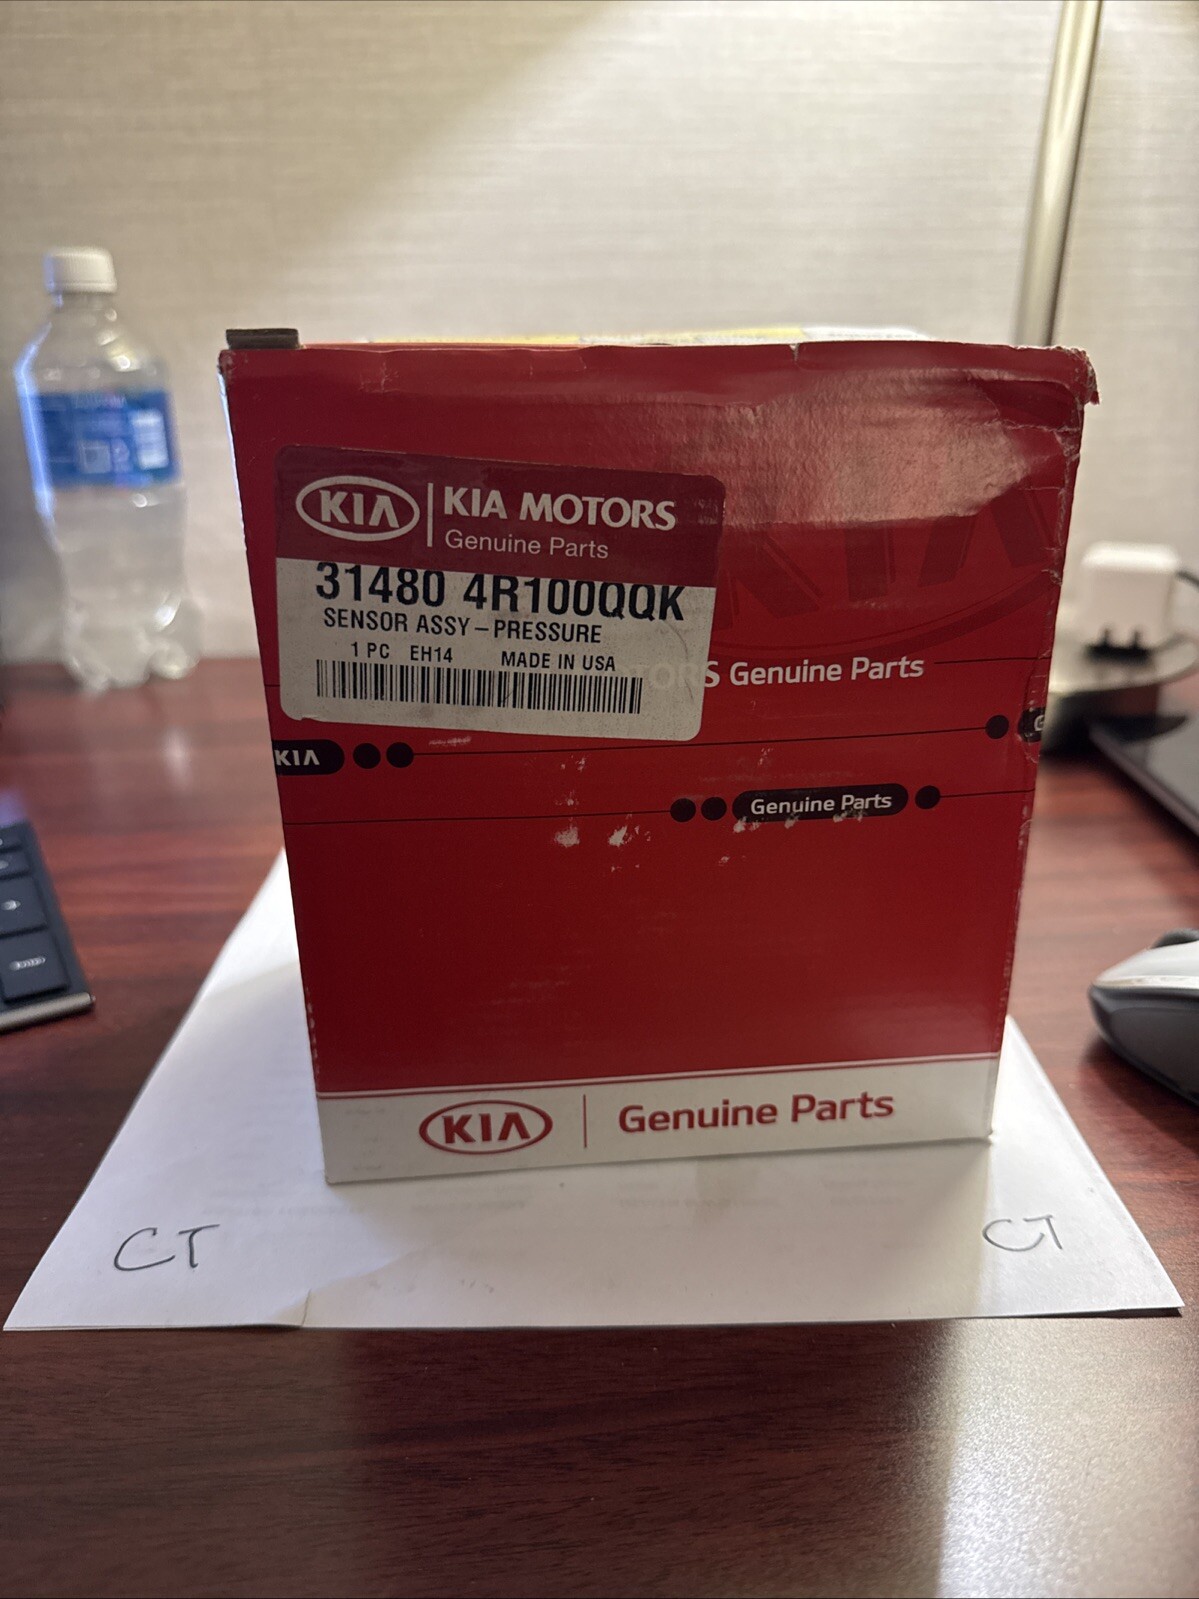 KIA
KIA MOTORS
Genuine Parts
31480 4R100QQK
SENSOR ASSY-PRESSURE
1 PC EH14 MADE IN USA
ORS Genuine Parts
KIA
Genuine Parts
KIA
Genuine Parts
CT
CT